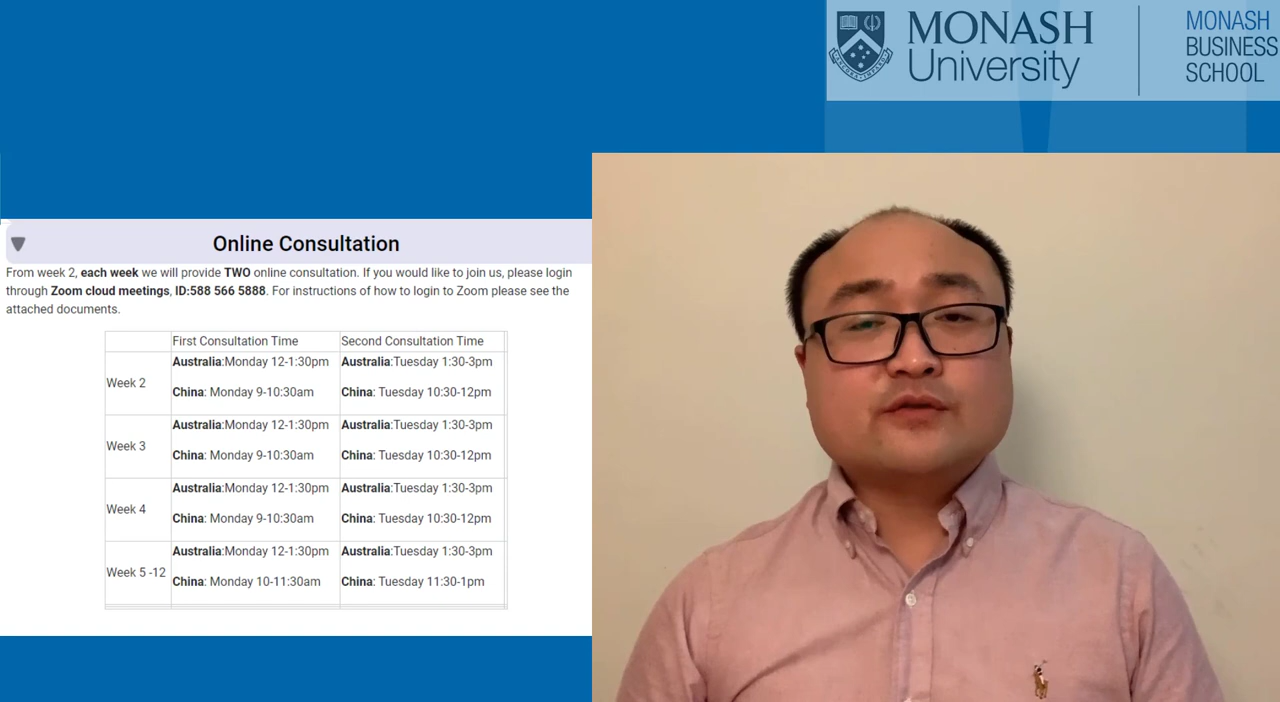 MONASH
University
MONASH
BUSINESS
SCHOOL
Online Consultation
From week 2, each week we will provide TWO online consultation. If you would like to join us, please login
through Zoom cloud meetings, ID:588 566 5888. For instructions of how to login to Zoom please see the
attached documents.
First Consultation Time Second Consultation Time
Week 2
Australia:Monday 12-1:30pm Australia:Tuesday 1:30-3pm
China: Monday 9-10:30am China: Tuesday 10:30-12pm
Week 3
Australia:Monday 12-1:30pm Australia:Tuesday 1:30-3pm
China: Monday 9-10:30am China: Tuesday 10:30-12pm
Week 4
Australia:Monday 12-1:30pm Australia:Tuesday 1:30-3pm
China: Monday 9-10:30am China: Tuesday 10:30-12pm
Week 5 -12
Australia:Monday 12-1:30pm Australia:Tuesday 1:30-3pm
China: Monday 10-11:30am China: Tuesday 11:30-1pm